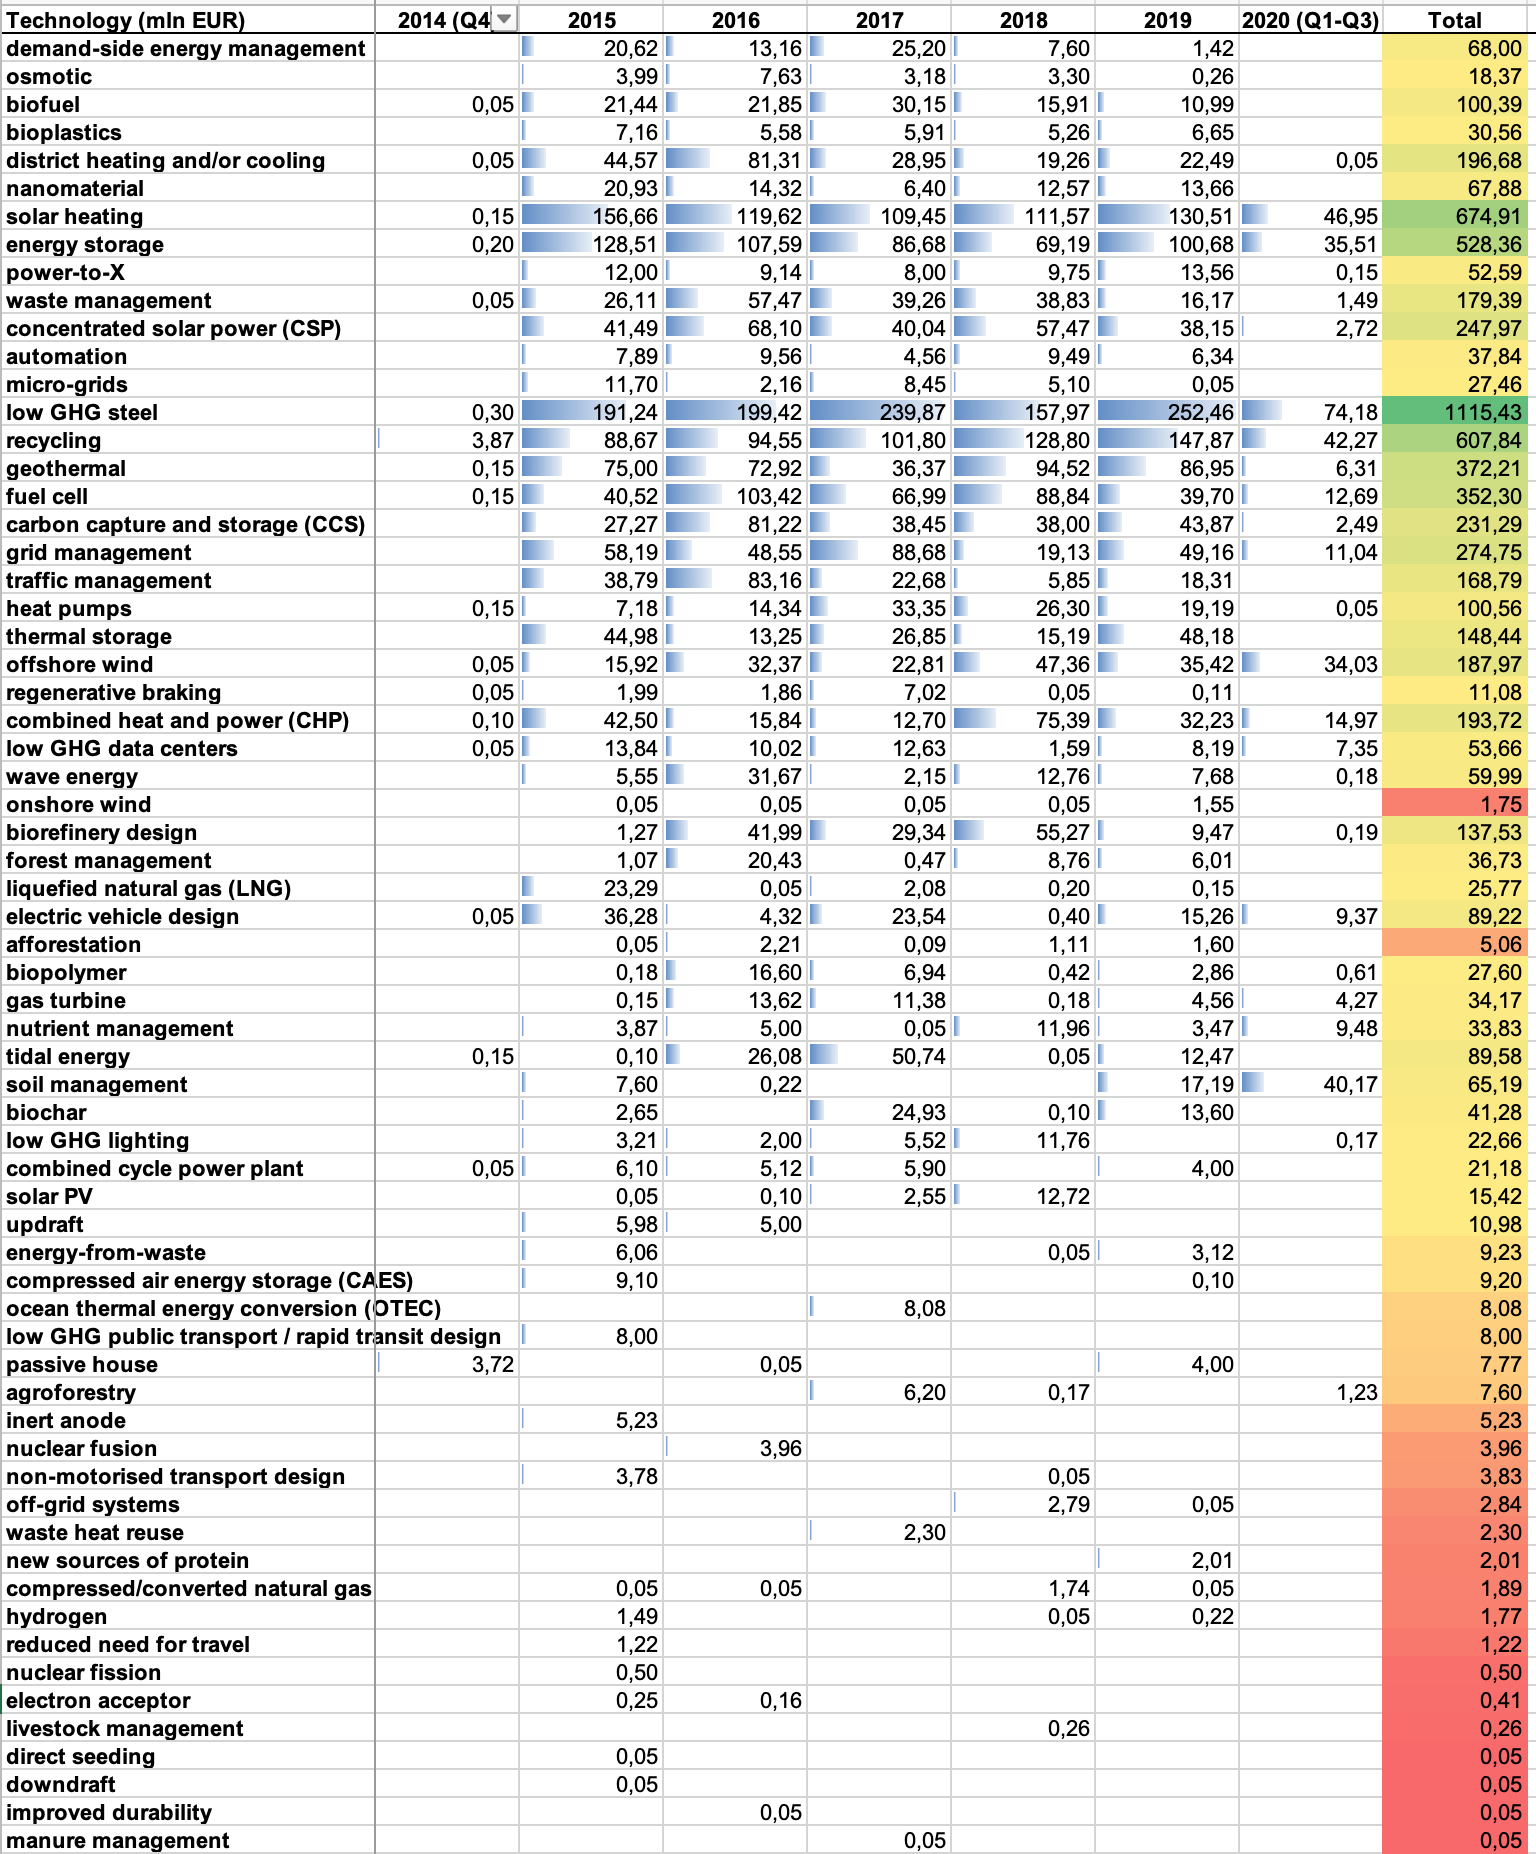 Technology (mln EUR) 2014 (Q4 2015 2016 2017 2018 2019 2020 (Q1-Q3) Total
demand-side energy management 20,62 13,16 25,20 7,60 1,42 68,00
osmotic 3,99 7,63 3,18 3,30 0,26 18,37
biofuel 0,05 21,44 21,85 30,15 15,91 10,99 100,39
bioplastics 7,16 5,58 5,91 5,26 6,65 30,56
district heating and/or cooling 0,05 44,57 81,31 28,95 19,26 22,49 0,05 196,68
nanomaterial 20,93 14,32 6,40 12,57 13,66 67,88
solar heating 0,15 156,66 119,62 109,45 111,57 130,51 46,95 674,91
energy storage 0,20 128,51 107,59 86,68 69,19 100,68 35,51 528,36
power-to-X 12,00 9,14 8,00 9,75 13,56 0,15 52,59
waste management 0,05 26,11 57,47 39,26 38,83 16,17 1,49 179,39
concentrated solar power (CSP) 41,49 68,10 40,04 57,47 38,15 2,72 247,97
automation 7,89 9,56 4,56 9,49 6,34 37,84
micro-grids 11,70 2,16 8,45 5,10 0,05 27,46
low GHG steel 0,30 191,24 199,42 239,87 157,97 252,46 74,18 1115,43
recycling 3,87 88,67 94,55 101,80 128,80 147,87 42,27 607,84
geothermal 0,15 75,00 72,92 36,37 94,52 86,95 6,31 372,21
fuel cell 0,15 40,52 103,42 66,99 88,84 39,70 12,69 352,30
carbon capture and storage (CCS) 27,27 81,22 38,45 38,00 43,87 2,49 231,29
grid management 58,19 48,55 88,68 19,13 49,16 11,04 274,75
traffic management 38,79 83,16 22,68 5,85 18,31 168,79
heat pumps 0,15 7,18 14,34 33,35 26,30 19,19 0,05 100,56
thermal storage 44,98 13,25 26,85 15,19 48,18 148,44
offshore wind 0,05 15,92 32,37 22,81 47,36 35,42 34,03 187,97
regenerative braking 0,05 1,99 1,86 7,02 0,05 0,11 11,08
combined heat and power (CHP) 0,10 42,50 15,84 12,70 75,39 32,23 14,97 193,72
low GHG data centers 0,05 13,84 10,02 12,63 1,59 8,19 7,35 53,66
wave energy 5,55 31,67 2,15 12,76 7,68 0,18 59,99
onshore wind 0,05 0,05 0,05 0,05 1,55 1,75
biorefinery design 1,27 41,99 29,34 55,27 9,47 0,19 137,53
forest management 1,07 20,43 0,47 8,76 6,01 36,73
liquefied natural gas (LNG) 23,29 0,05 2,08 0,20 0,15 25,77
electric vehicle design 0,05 36,28 4,32 23,54 0,40 15,26 9,37 89,22
afforestation 0,05 2,21 0,09 1,11 1,60 5,06
biopolymer 0,18 16,60 6,94 0,42 2,86 0,61 27,60
gas turbine 0,15 13,62 11,38 0,18 4,56 4,27 34,17
nutrient management 3,87 5,00 0,05 11,96 3,47 9,48 33,83
tidal energy 0,15 0,10 26,08 50,74 0,05 12,47 89,58
soil management 7,60 0,22 17,19 40,17 65,19
biochar 2,65 24,93 0,10 13,60 41,28
low GHG lighting 3,21 2,00 5,52 11,76 0,17 22,66
combined cycle power plant 0,05 6,10 5,12 5,90 4,00 21,18
solar PV 0,05 0,10 2,55 12,72 15,42
updraft 5,98 5,00 10,98
energy-from-waste 6,06 0,05 3,12 9,23
compressed air energy storage (CAES) 9,10 0,10 9,20
ocean thermal energy conversion (OTEC) 8,08 8,08
low GHG public transport / rapid transit design 8,00 8,00
passive house 3,72 0,05 4,00 7,77
agroforestry 6,20 0,17 1,23 7,60
inert anode 5,23 5,23
nuclear fusion 3,96 3,96
non-motorised transport design 3,78 0,05 3,83
off-grid systems 2,79 0,05 2,84
waste heat reuse 2,30 2,30
new sources of protein 2,01 2,01
compressed/converted natural gas 0,05 0,05 1,74 0,05 1,89
hydrogen 1,49 0,05 0,22 1,77
reduced need for travel 1,22 1,22
nuclear fission 0,50 0,50
electron acceptor 0,25 0,16 0,41
livestock management 0,26 0,26
direct seeding 0,05 0,05
downdraft 0,05 0,05
improved durability 0,05 0,05
manure management 0,05 0,05